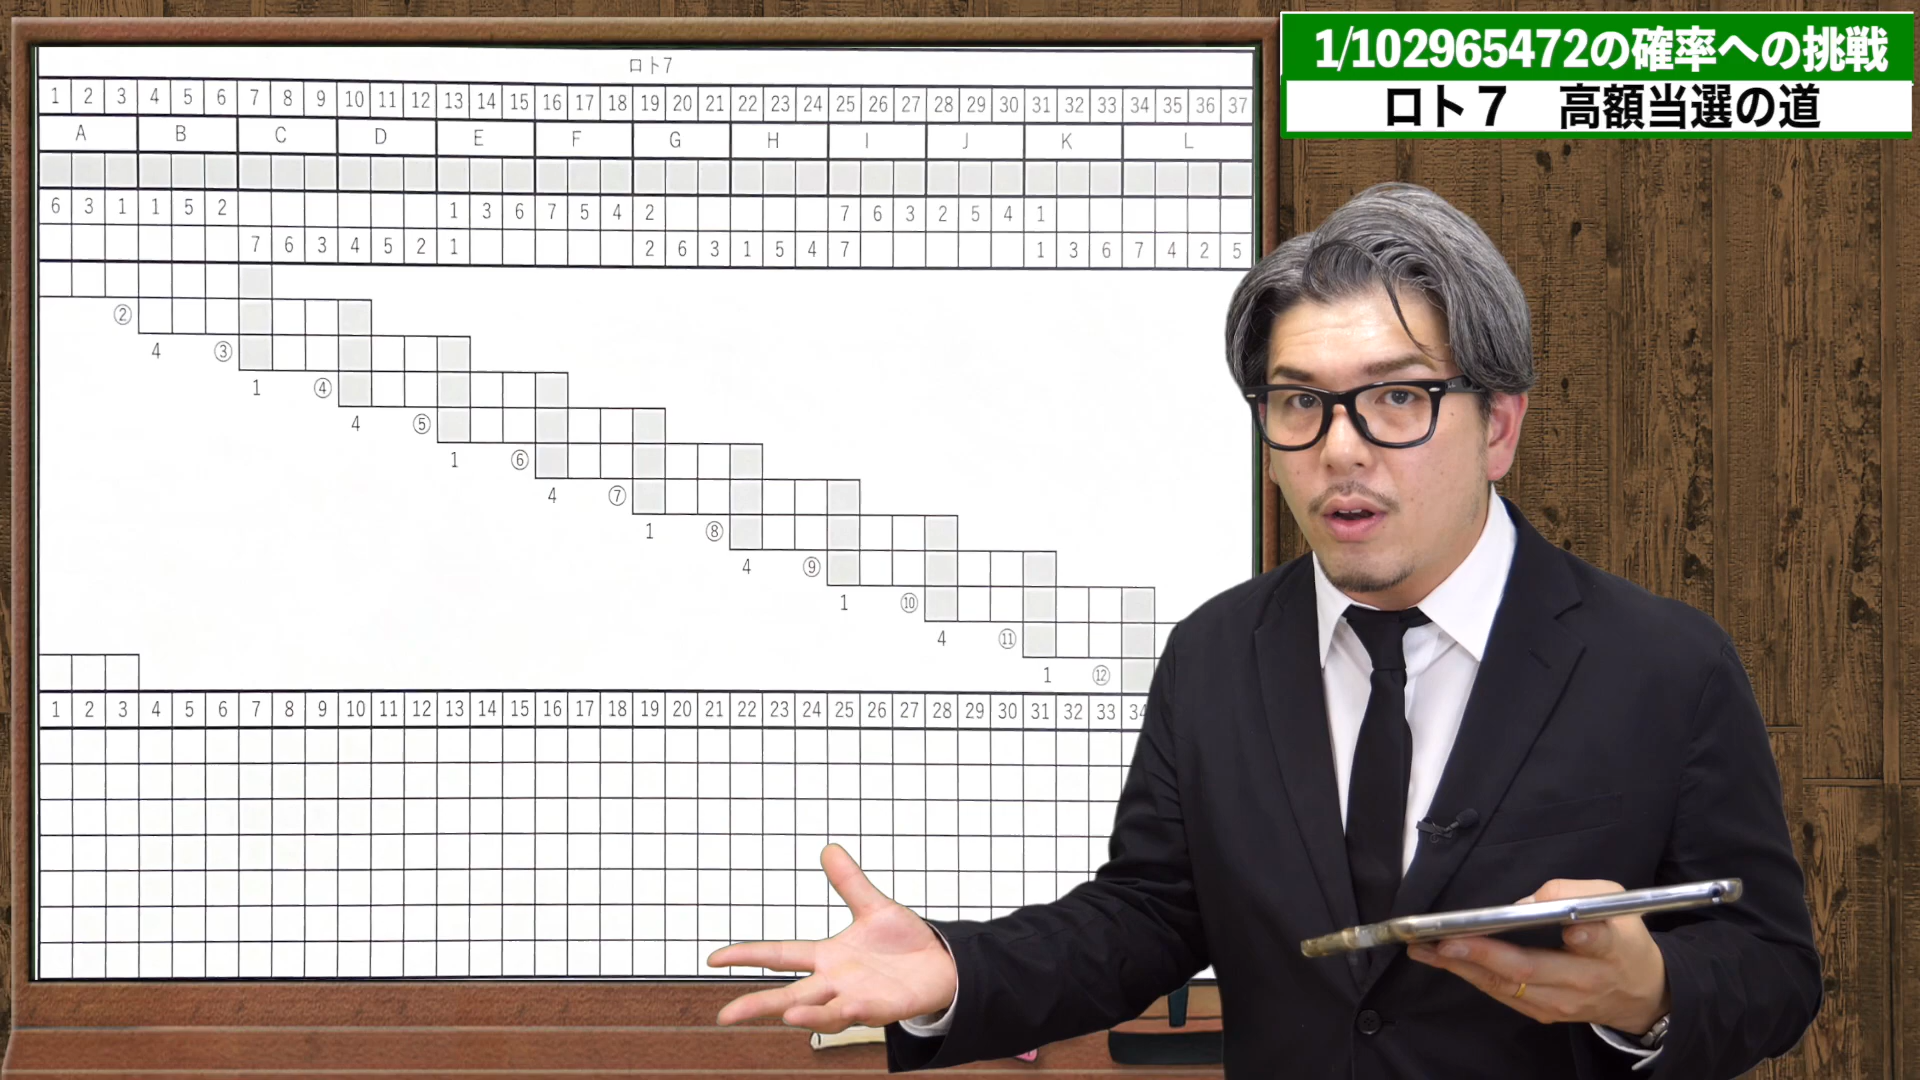 1/102965472の確率への挑戦
ロト７　高額当選の道
ロト7
1 2 3 4 5 6 7 8 9 10 11 12 13 14 15 16 17 18 19 20 21 22 23 24 25 26 27 28 29 30 31 32 33 34 35 36 37
A B C D E F G H I J K L
6 3 1 1 5 2 1 3 6 7 5 4 2 7 6 3 2 5 4 1
7 6 3 4 5 2 1 2 6 3 1 5 4 7 1 3 6 7 4 2 5
②
4 ③
1 ④
4 ⑤
1 ⑥
4 ⑦
1 ⑧
4 ⑨
1 ⑩
4 ⑪
1 ⑫
1 2 3 4 5 6 7 8 9 10 11 12 13 14 15 16 17 18 19 20 21 22 23 24 25 26 27 28 29 30 31 32 33 34